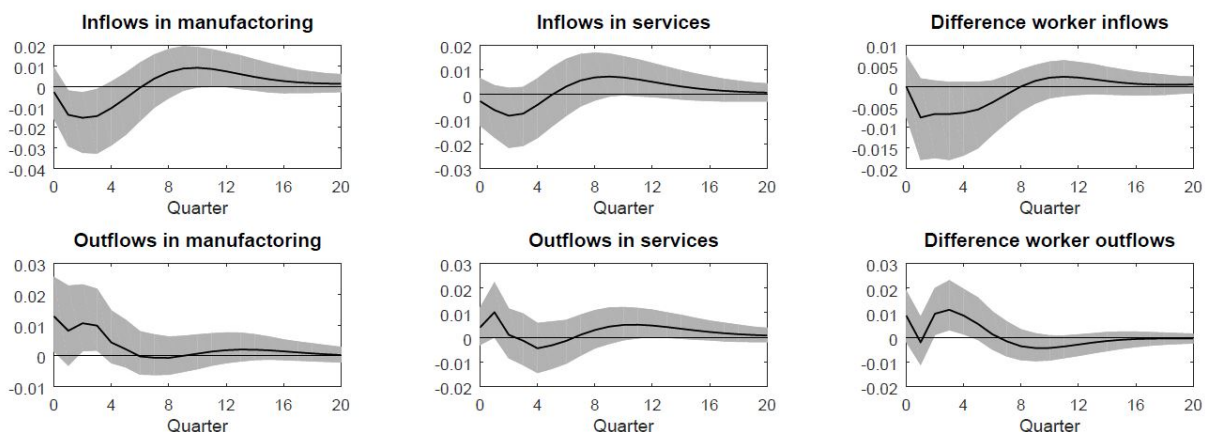 Inflows in manufactoring
0.02
0.01
0
-0.01
-0.02
-0.03
-0.04
0 4 8 12 16 20
Quarter
Inflows in services
0.02
0.01
0
-0.01
-0.02
-0.03
0 4 8 12 16 20
Quarter
Difference worker inflows
0.01
0.005
0
-0.005
-0.01
-0.015
-0.02
0 4 8 12 16 20
Quarter
Outflows in manufactoring
0.03
0.02
0.01
0
-0.01
0 4 8 12 16 20
Quarter
Outflows in services
0.03
0.02
0.01
0
-0.01
-0.02
0 4 8 12 16 20
Quarter
Difference worker outflows
0.03
0.02
0.01
0
-0.01
-0.02
0 4 8 12 16 20
Quarter